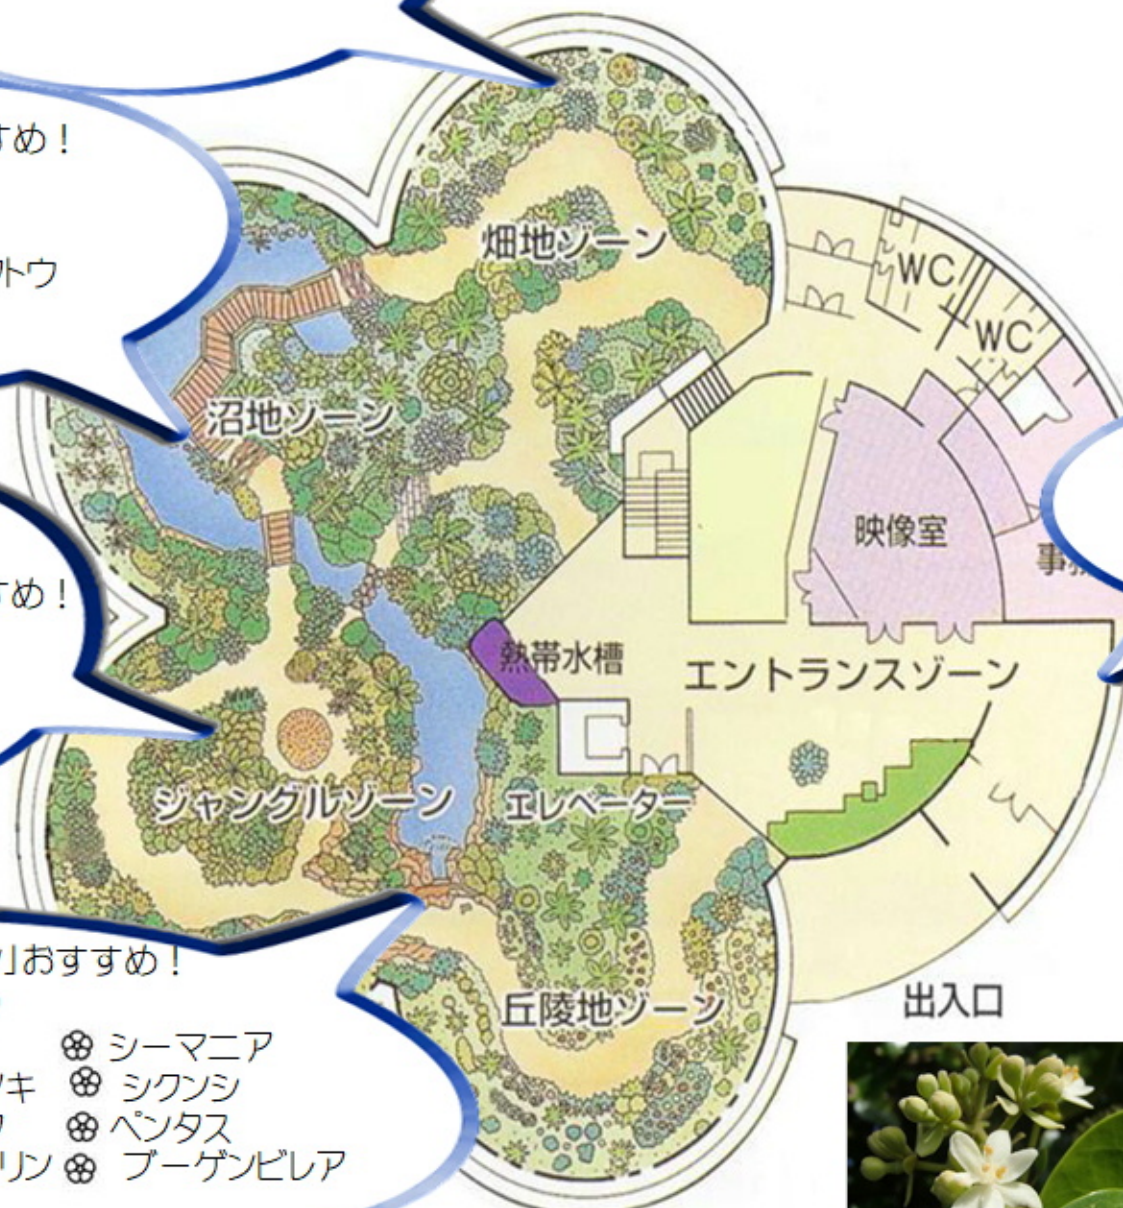 すめ！
畑地ゾーン
WC
WC
トウ
沼地ゾーン
映像室
すめ！
熱帯水槽
エントランスゾーン
ジャングルゾーン
エレベーター
」おすすめ！
丘陵地ゾーン
出入口
シーマニア
キ
シクンシ
ペンタス
リン
ブーゲンビレア